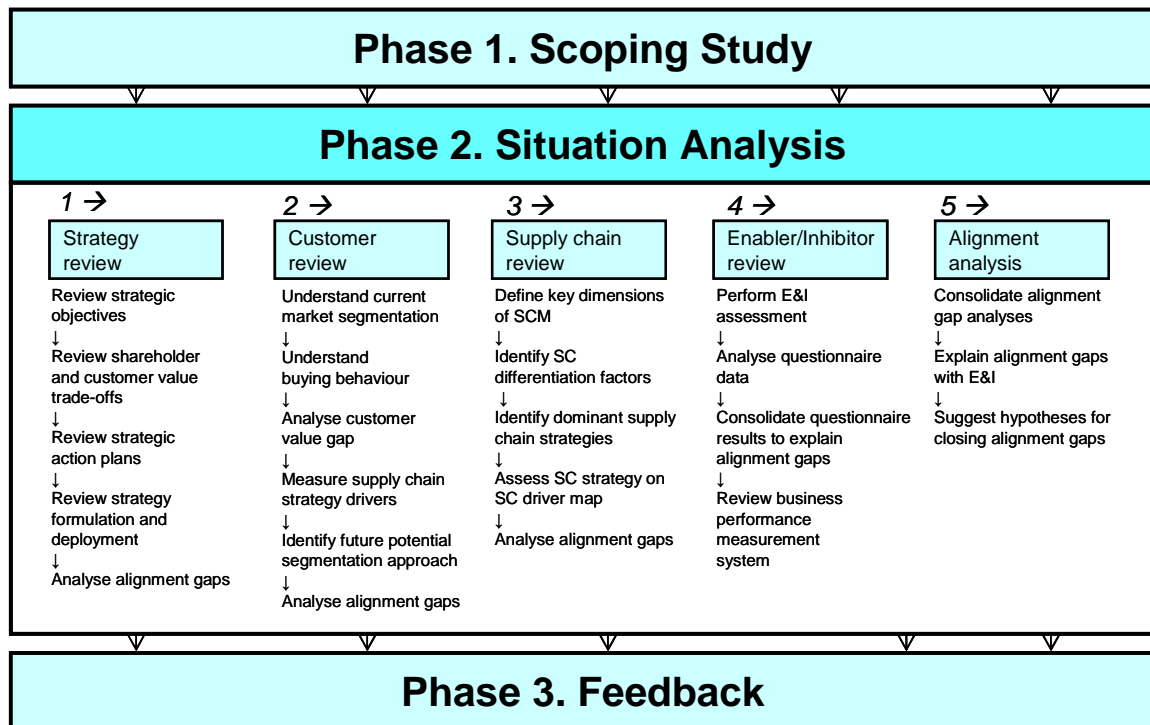 Phase 1. Scoping Study
Phase 2. Situation Analysis
1 →
Strategy
review
Review strategic
objectives
↓
Review shareholder
and customer value
trade-offs
↓
Review strategic
action plans
↓
Review strategy
formulation and
deployment
↓
Analyse alignment gaps
2 →
Customer
review
Understand current
market segmentation
↓
Understand
buying behaviour
↓
Analyse customer
value gap
↓
Measure supply chain
strategy drivers
↓
Identify future potential
segmentation approach
↓
Analyse alignment gaps
3 →
Supply chain
review
Define key dimensions
of SCM
↓
Identify SC
differentiation factors
↓
Identify dominant supply
chain strategies
↓
Assess SC strategy on
SC driver map
↓
Analyse alignment gaps
4 →
Enabler/Inhibitor
review
Perform E&I
assessment
↓
Analyse questionnaire
data
↓
Consolidate questionnaire
results to explain
alignment gaps
↓
Review business
performance
measurement
system
5 →
Alignment
analysis
Consolidate alignment
gap analyses
↓
Explain alignment gaps
with E&I
↓
Suggest hypotheses for
closing alignment gaps
Phase 3. Feedback